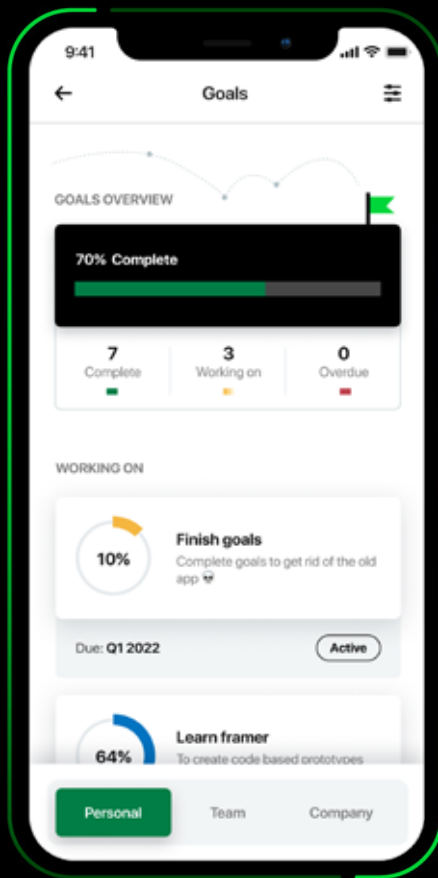 9:41
Goals
GOALS OVERVIEW
70% Complete
7
Complete
3
Working on
0
Overdue
WORKING ON
10%
Finish goals
Complete goals to get rid of the old
app 💀
Due: Q1 2022
Active
64%
Learn framer
To create code based prototypes
Personal
Team
Company